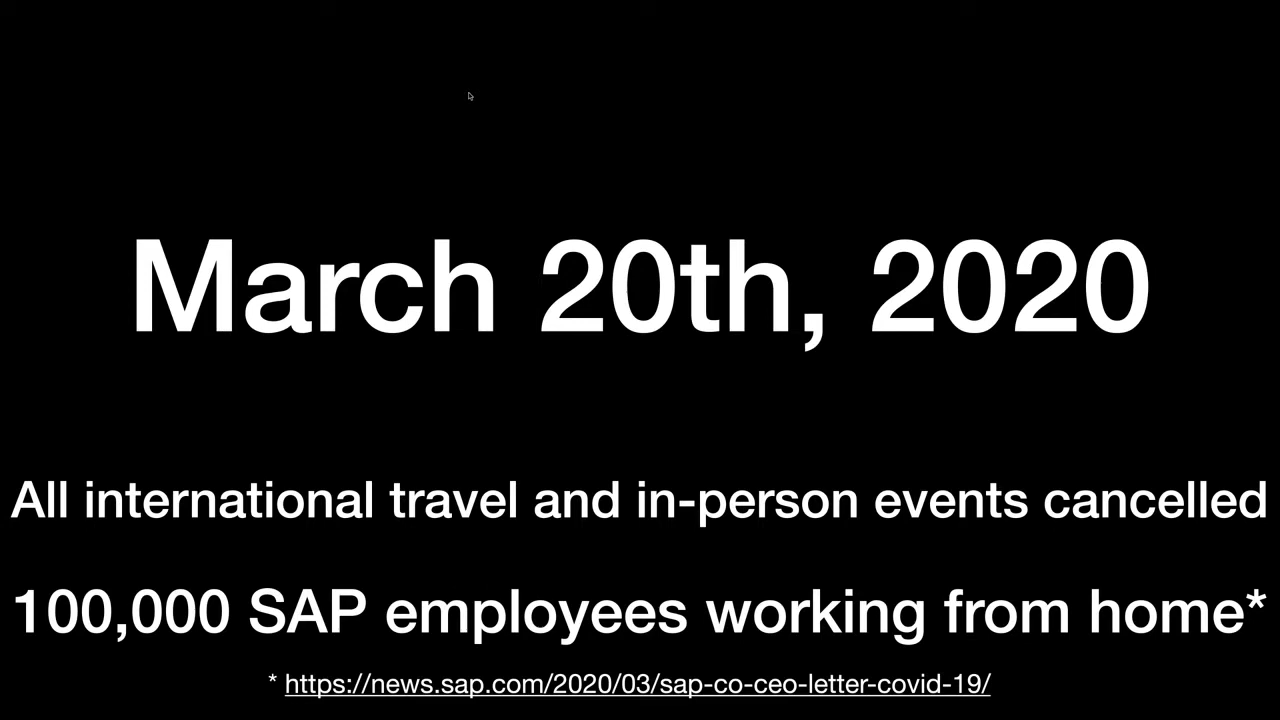 March 20th, 2020
All international travel and in-person events cancelled
100,000 SAP employees working from home*
* https://news.sap.com/2020/03/sap-co-ceo-letter-covid-19/